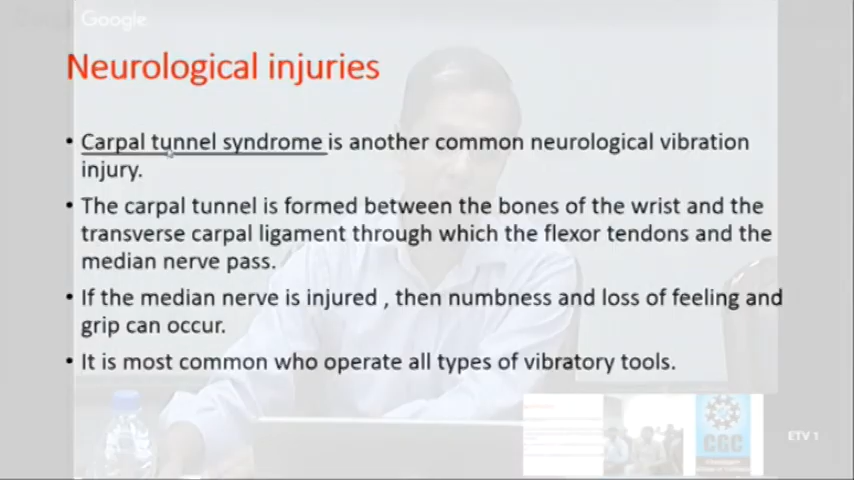 Google
Neurological injuries
• Carpal tunnel syndrome is another common neurological vibration
injury.
• The carpal tunnel is formed between the bones of the wrist and the
transverse carpal ligament through which the flexor tendons and the
median nerve pass.
• If the median nerve is injured , then numbness and loss of feeling and
grip can occur.
• It is most common who operate all types of vibratory tools.
CGC
ETV 1